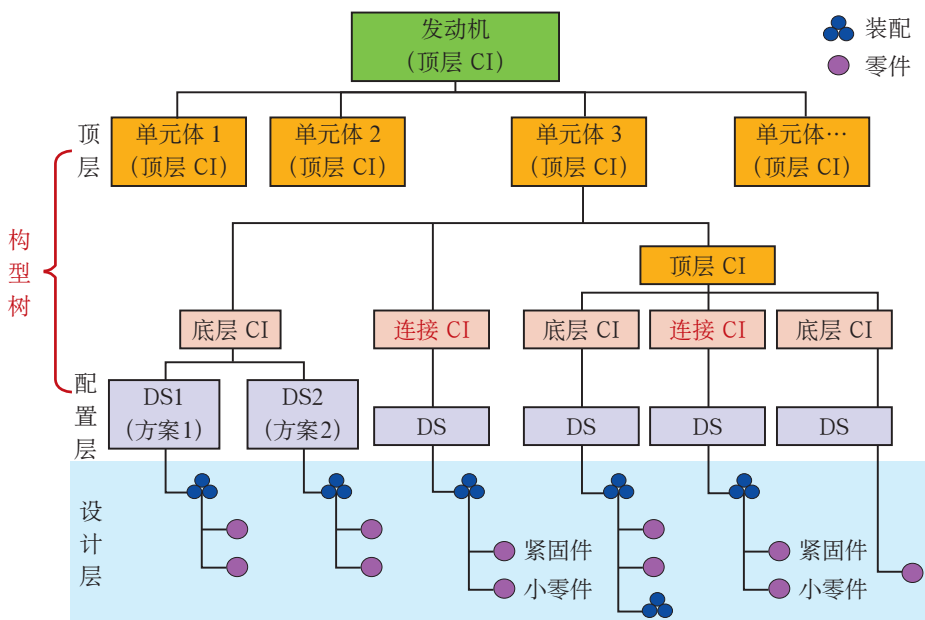 发动机
(顶层 CI)
装配
零件
顶层
单元体 1
(顶层 CI)
单元体 2
(顶层 CI)
单元体 3
(顶层 CI)
单元体…
(顶层 CI)
构型树
顶层 CI
底层 CI
连接 CI
底层 CI
连接 CI
底层 CI
配置层
DS1
(方案1)
DS2
(方案2)
DS
DS
DS
DS
设计层
紧固件
小零件
紧固件
小零件